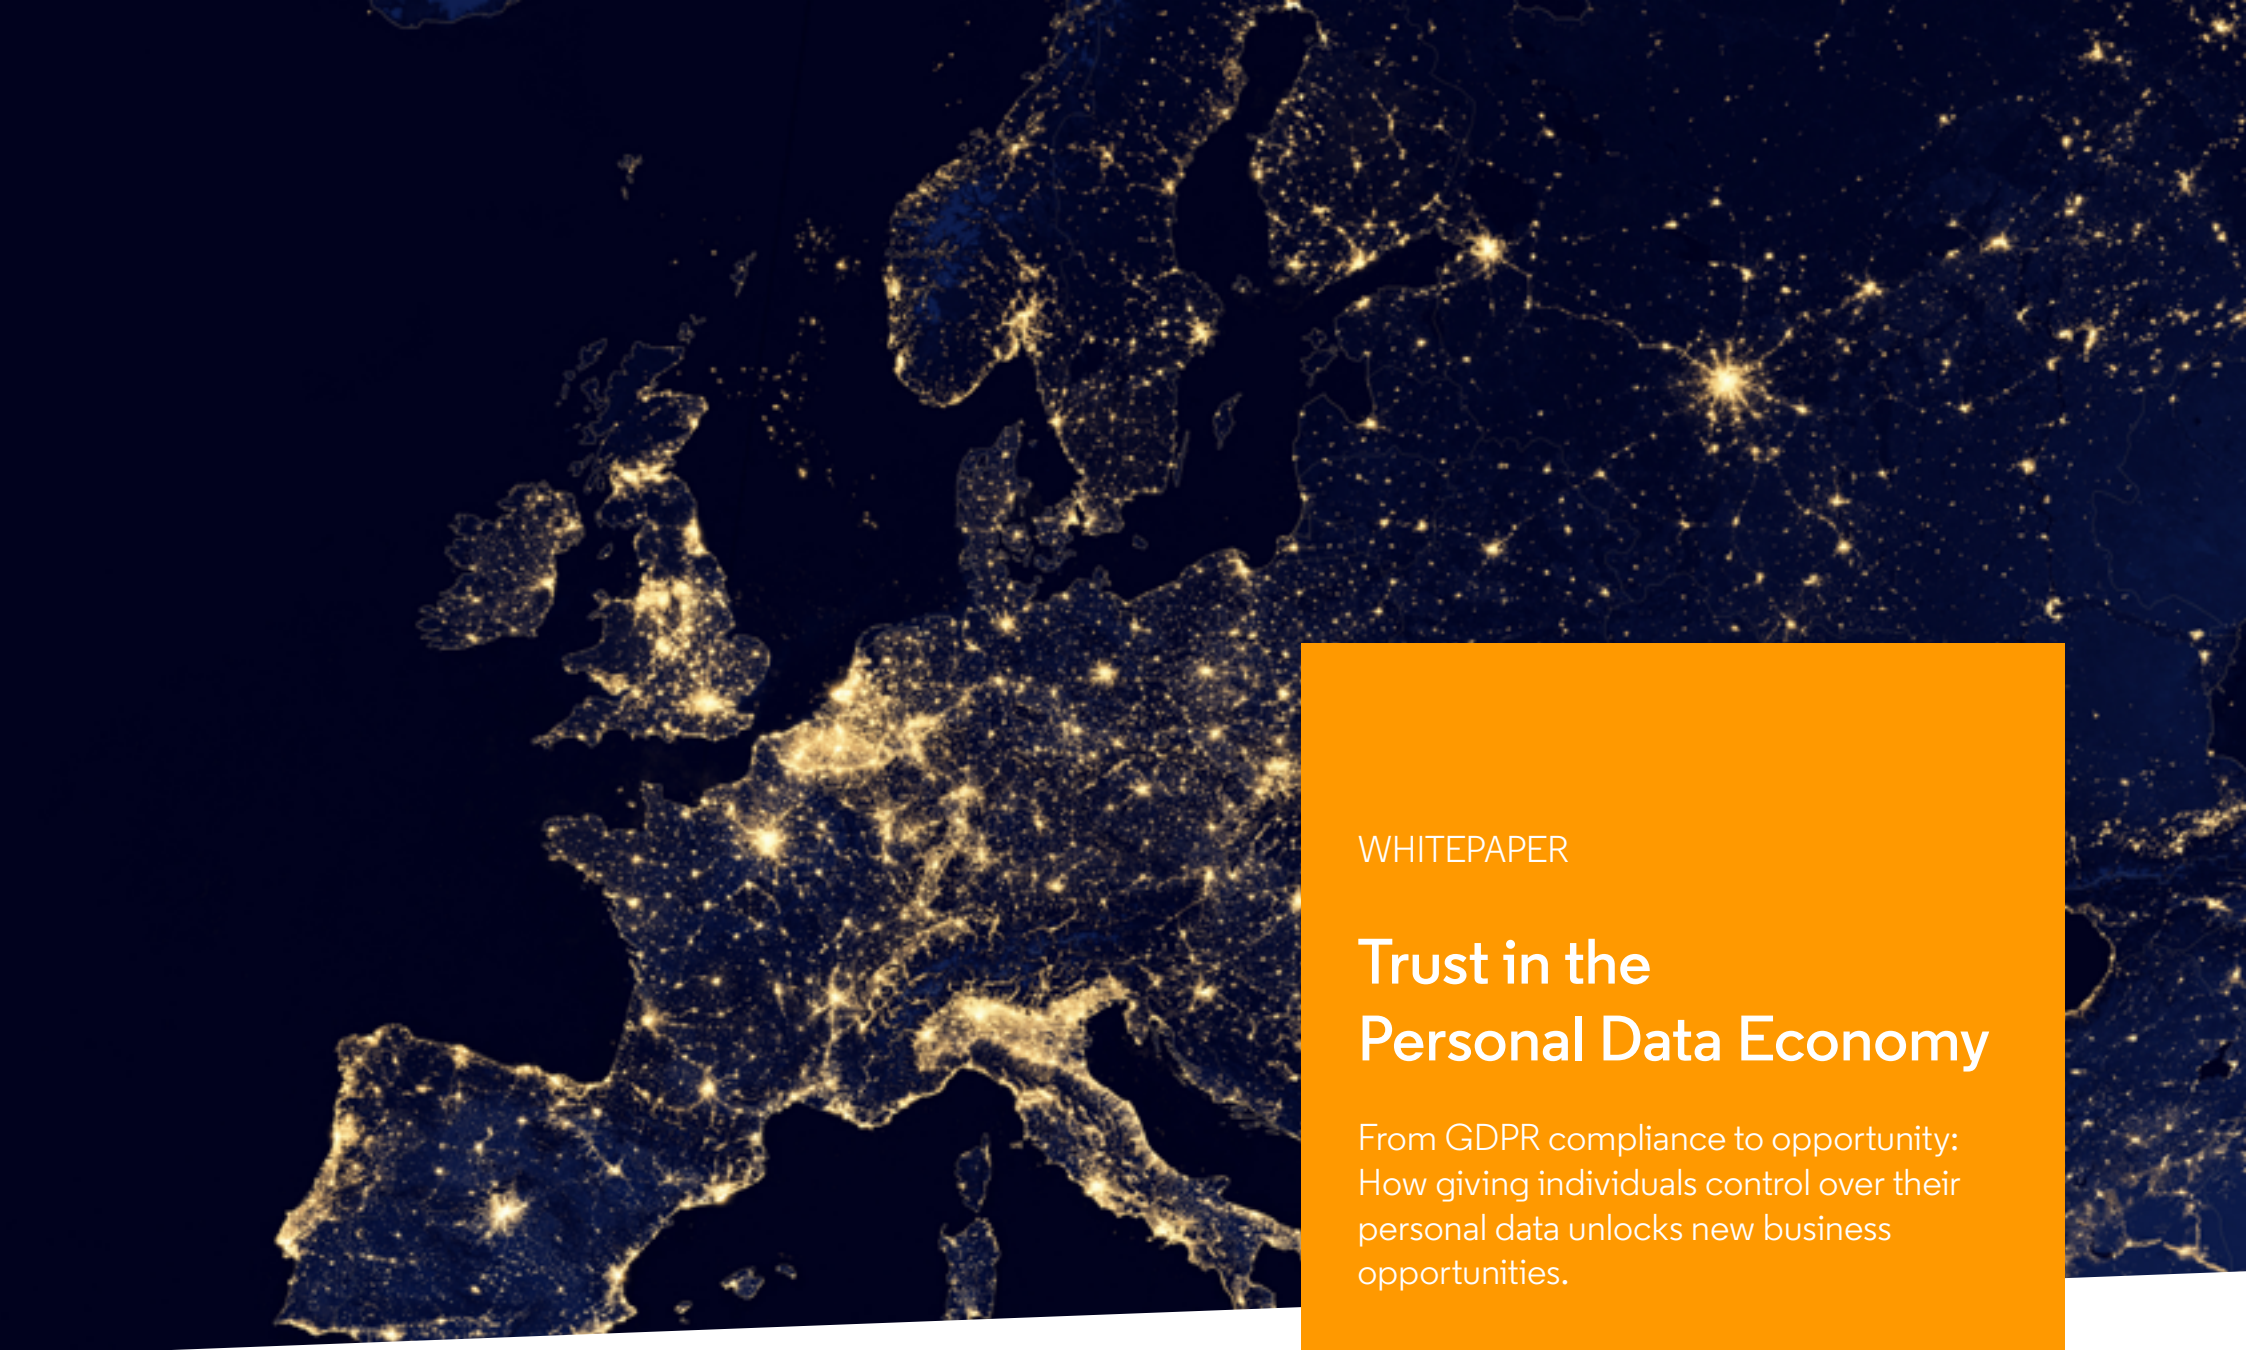 WHITEPAPER
Trust in the
Personal Data Economy
From GDPR compliance to opportunity:
How giving individuals control over their
personal data unlocks new business
opportunities.